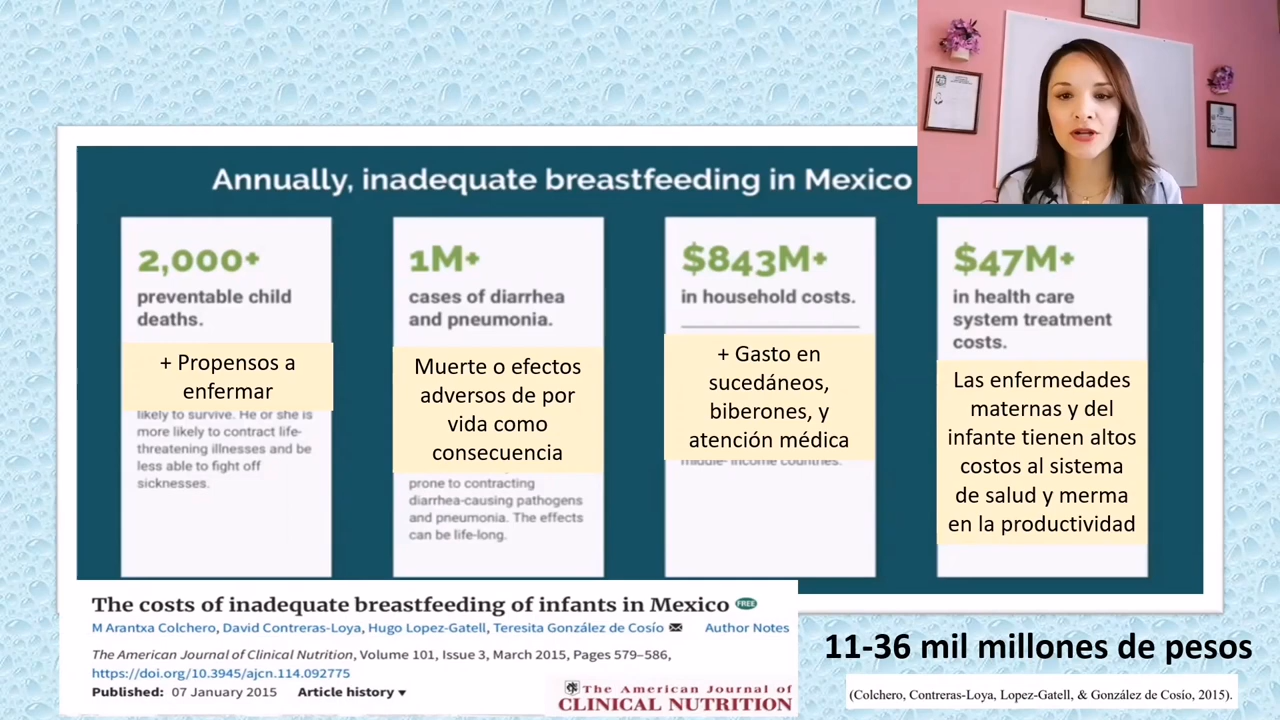 Annually, inadequate breastfeeding in Mexico
2,000+
preventable child
deaths.
+ Propensos a
enfermar
likely to survive. He or she is
more likely to contract life-
threatening illnesses and be
less able to fight off
sicknesses.
1M+
cases of diarrhea
and pneumonia.
Muerte o efectos
adversos de por
vida como
consecuencia
prone to contracting
diarrhea-causing pathogens
and pneumonia. The effects
can be life-long.
$843M+
in household costs.
+ Gasto en
sucedáneos,
biberones, y
atención médica
middle- income countries.
$47M+
in health care
system treatment
costs.
Las enfermedades
maternas y del
infante tienen altos
costos al sistema
de salud y merma
en la productividad
The costs of inadequate breastfeeding of infants in Mexico FREE
M Arantxa Colchero, David Contreras-Loya, Hugo Lopez-Gatell, Teresita González de Cosío Author Notes
The American Journal of Clinical Nutrition, Volume 101, Issue 3, March 2015, Pages 579–586,
https://doi.org/10.3945/ajcn.114.092775
Published: 07 January 2015 Article history
The American Journal of
CLINICAL NUTRITION
11-36 mil millones de pesos
(Colchero, Contreras-Loya, Lopez-Gatell, & González de Cosío, 2015).